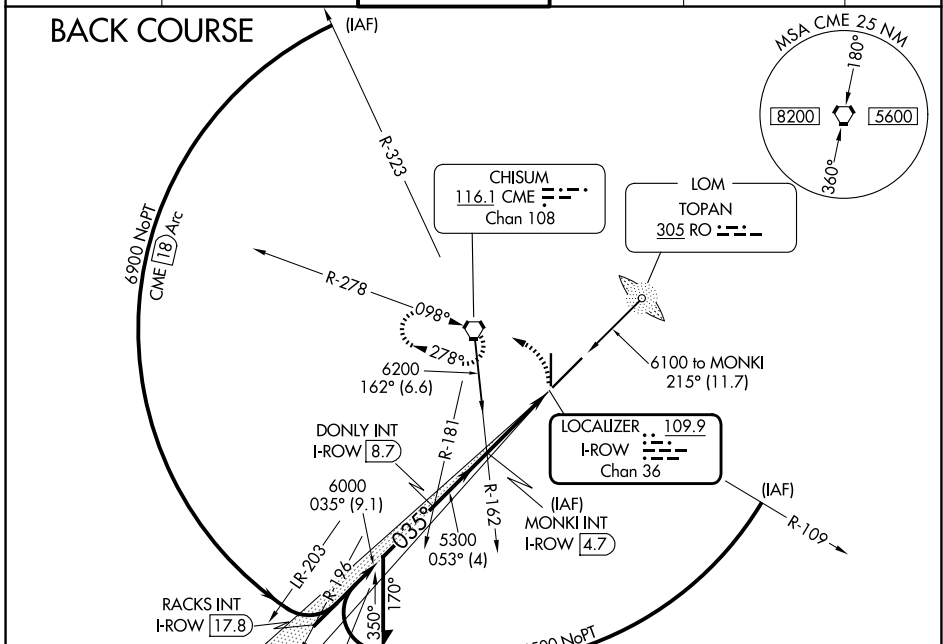 BACK COURSE
(IAF)
MSA CME 25 NM
180°
8200
5600
360°
R-323
CHISUM
116.1 CME
Chan 108
LOM
TOPAN
305 RO
6900 NoPT
CME 18 Arc
R-278
098°
278°
6200
162° (6.6)
6100 to MONKI
215° (11.7)
R-181
DONLY INT
I-ROW 8.7
LOCALIZER 109.9
I-ROW
Chan 36
6000
035° (9.1)
035°
R-162
(IAF)
MONKI INT
I-ROW 4.7
(IAF)
R-109
5300
053° (4)
LR-203
R-196
RACKS INT
I-ROW 17.8
350°
170°
500 NoPT